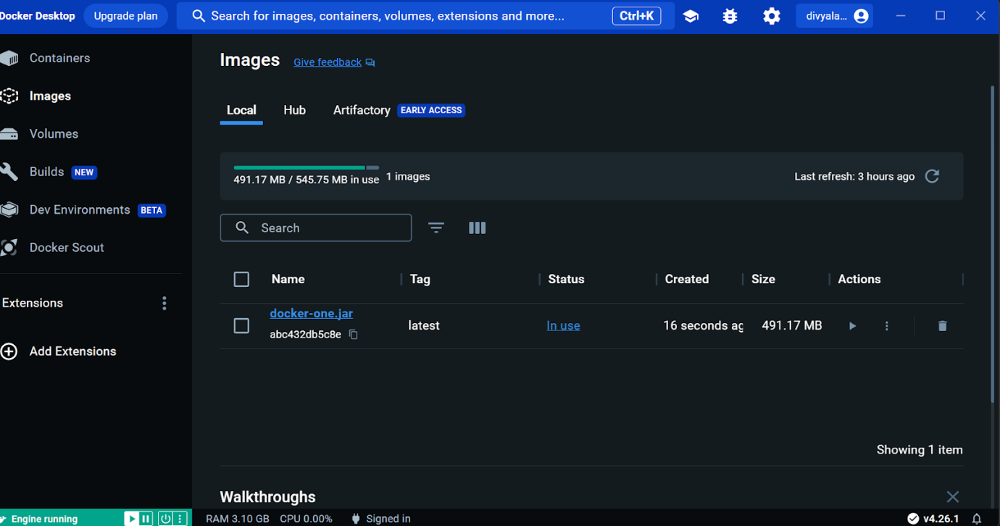 Docker Desktop
Upgrade plan
Search for images, containers, volumes, extensions and more...
Ctrl+K
divyala...
Containers
Images
Volumes
Builds NEW
Dev Environments BETA
Docker Scout
Extensions
Add Extensions
Images Give feedback
Local Hub Artifactory EARLY ACCESS
491.17 MB / 545.75 MB in use 1 images
Last refresh: 3 hours ago
Search
Name Tag Status Created Size Actions
docker-one.jar
abc432db5c8e
latest In use 16 seconds ag 491.17 MB
Showing 1 item
Walkthroughs
Engine running
RAM 3.10 GB CPU 0.00% Signed in
v4.26.1